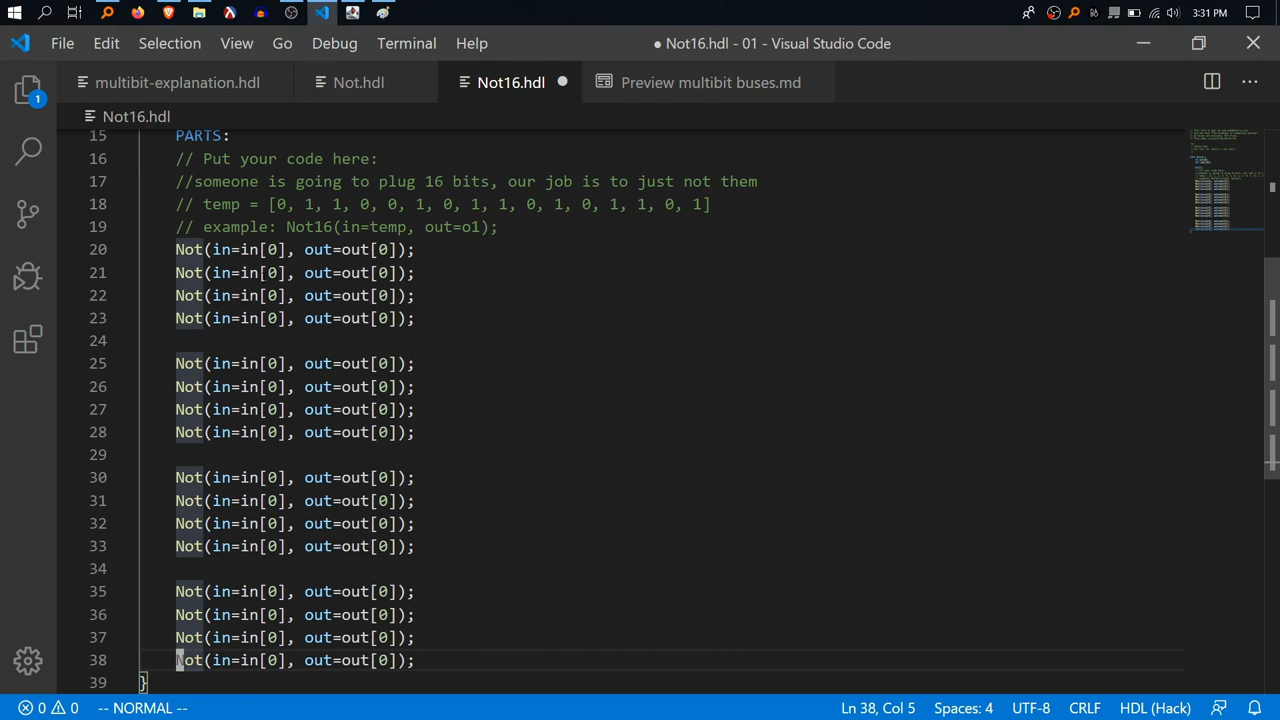 3:31 PM
File Edit Selection View Go Debug Terminal Help
● Not16.hdl - 01 - Visual Studio Code
multibit-explanation.hdl Not.hdl Not16.hdl Preview multibit buses.md
1
Not16.hdl
15 PARTS:
16 // Put your code here:
17 //someone is going to plug 16 bits, our job is to just not them
18 // temp = [0, 1, 1, 0, 0, 1, 0, 1, 1, 0, 1, 0, 1, 1, 0, 1]
19 // example: Not16(in=temp, out=o1);
20 Not(in=in[0], out=out[0]);
21 Not(in=in[0], out=out[0]);
22 Not(in=in[0], out=out[0]);
23 Not(in=in[0], out=out[0]);
24
25 Not(in=in[0], out=out[0]);
26 Not(in=in[0], out=out[0]);
27 Not(in=in[0], out=out[0]);
28 Not(in=in[0], out=out[0]);
29
30 Not(in=in[0], out=out[0]);
31 Not(in=in[0], out=out[0]);
32 Not(in=in[0], out=out[0]);
33 Not(in=in[0], out=out[0]);
34
35 Not(in=in[0], out=out[0]);
36 Not(in=in[0], out=out[0]);
37 Not(in=in[0], out=out[0]);
38 Not(in=in[0], out=out[0]);
39 }
0 0 -- NORMAL -- Ln 38, Col 5 Spaces: 4 UTF-8 CRLF HDL (Hack)